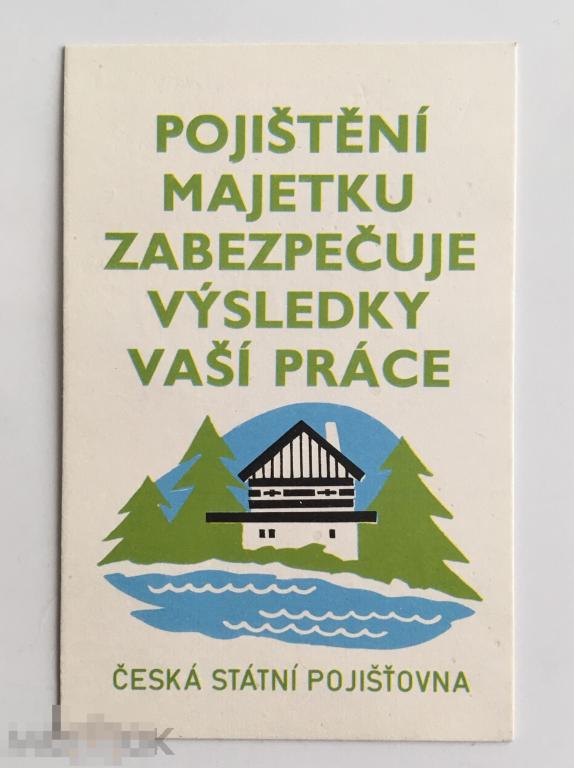 POJIŠTĚNÍ
MAJETKU
ZABEZPEČUJE
VÝSLEDKY
VAŠÍ PRÁCE
ČESKÁ STÁTNÍ POJIŠŤOVNA